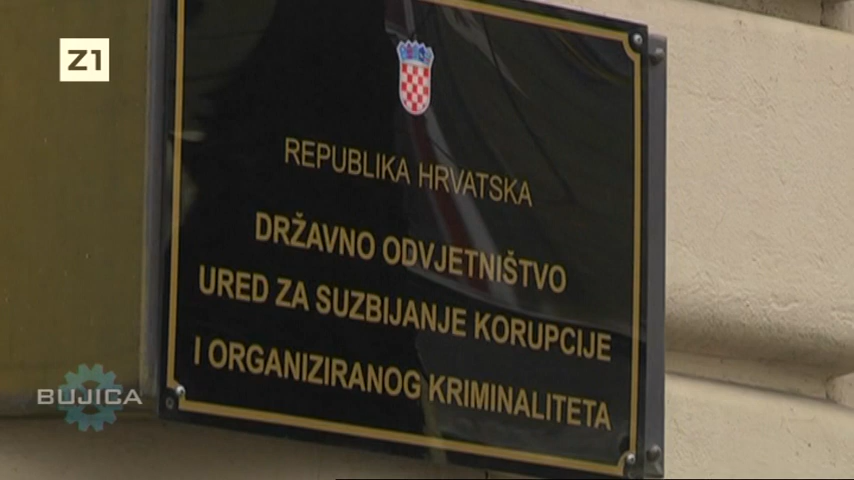 Z1
REPUBLIKA HRVATSKA
DRŽAVNO ODVJETNIŠTVO
URED ZA SUZBIJANJE KORUPCIJE
I ORGANIZIRANOG KRIMINALITETA
BUJICA